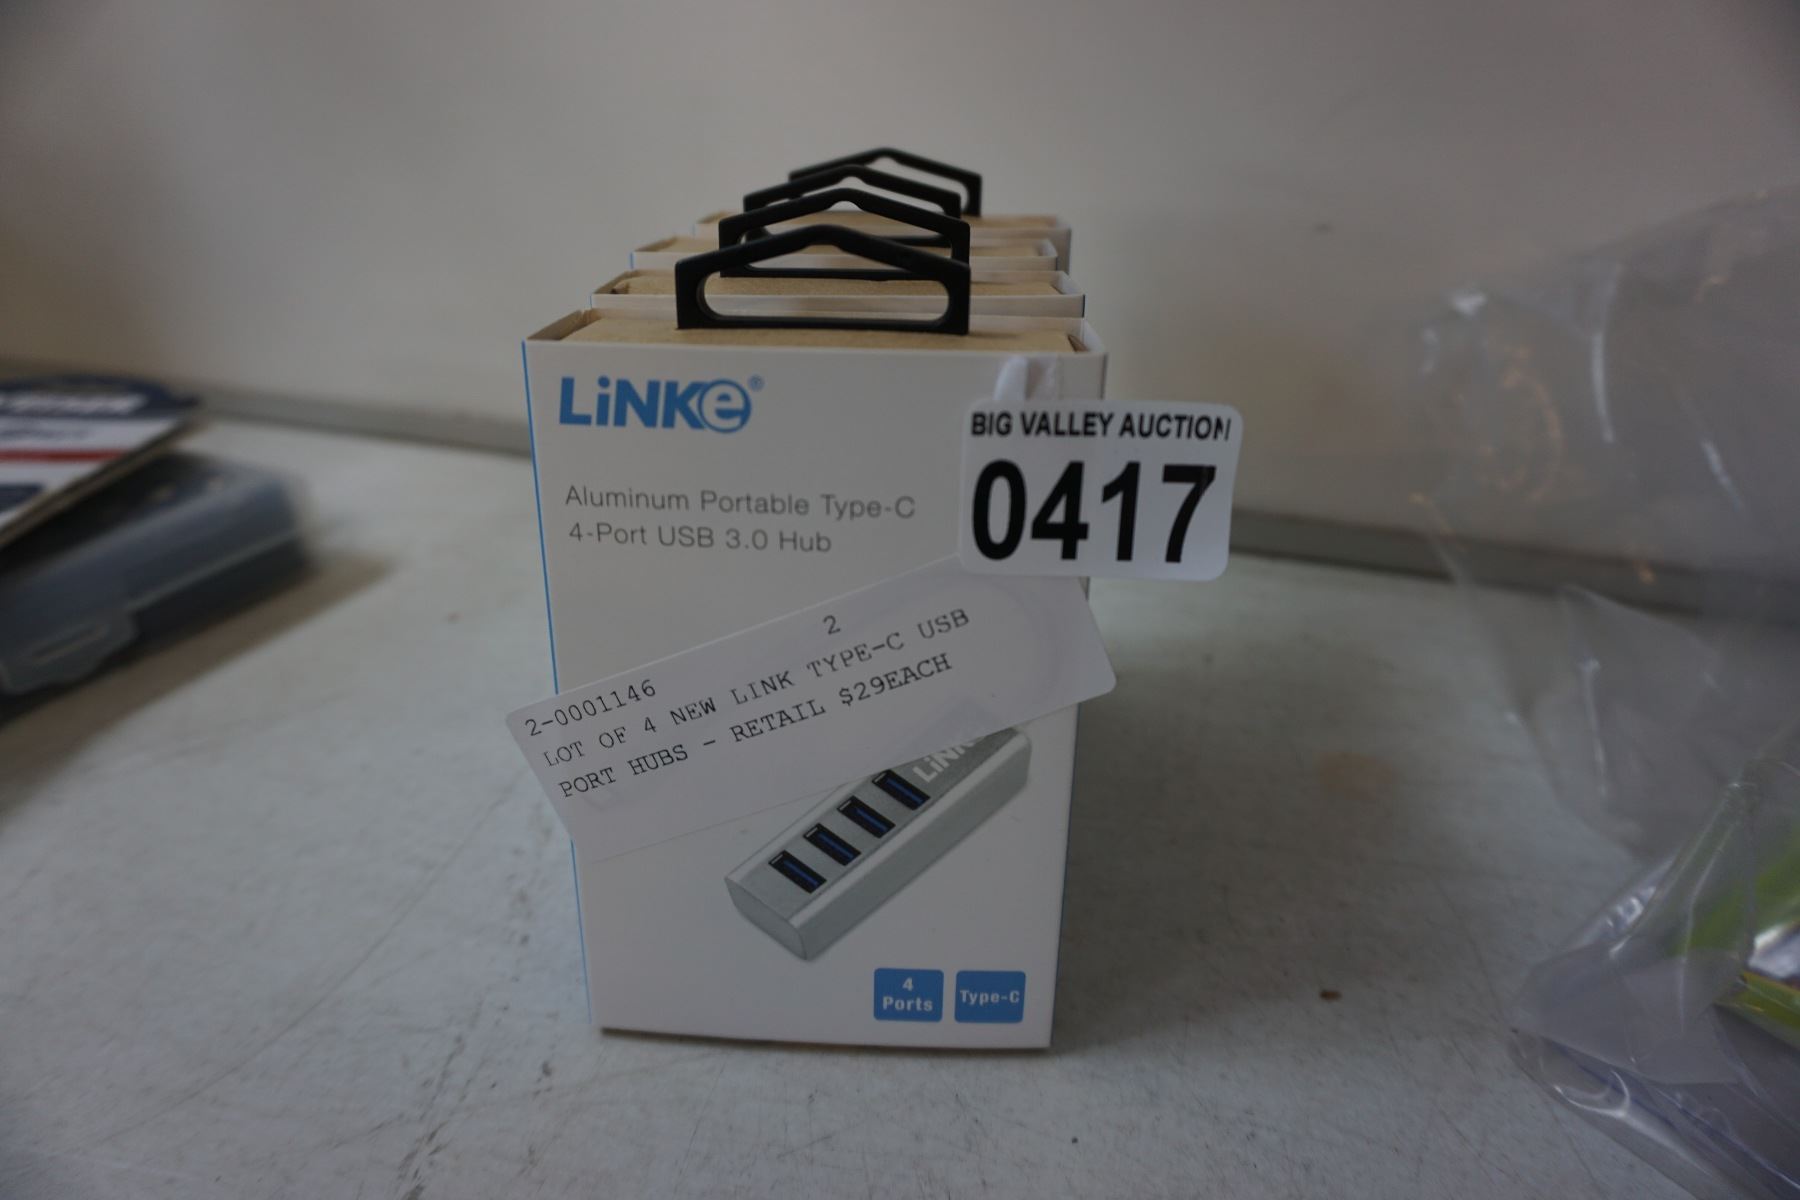 LiNKe®
Aluminum Portable Type-C
4-Port USB 3.0 Hub
BIG VALLEY AUCTION
0417
2
2-0001146
LOT OF 4 NEW LINK TYPE-C USB
PORT HUBS - RETAIL $29EACH
4
Ports
Type-C